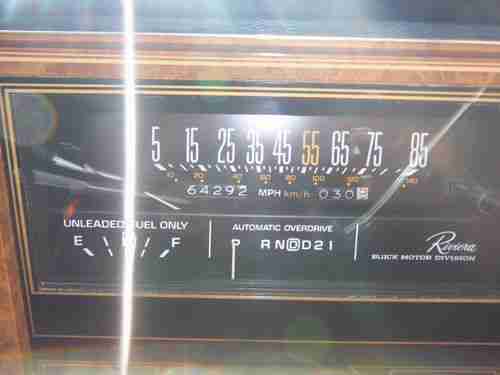 5 15 25 35 45 55 65 75 85
64292 MPH km/h 030
UNLEADED FUEL ONLY
E F
AUTOMATIC OVERDRIVE
P R N D D 2 1
Riviera
BUICK MOTOR DIVISION